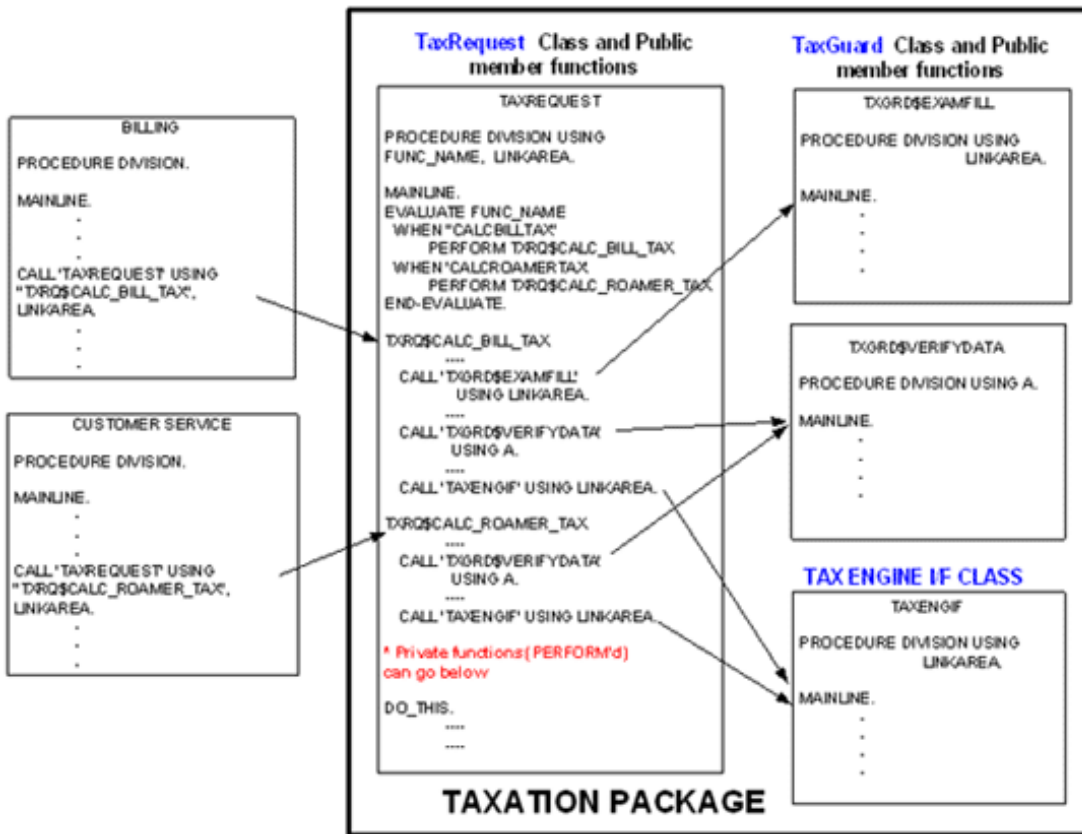 BILLING
PROCEDURE DIVISION.
MAINLINE.
CALL 'TAXREQUEST' USING
"TXRQ$CALC_BILL_TAX",
LINKAREA.
CUSTOMER SERVICE
PROCEDURE DIVISION.
MAINLINE.
CALL 'TAXREQUEST' USING
"TXRQ$CALC_ROAMER_TAX",
LINKAREA.
TaxRequest Class and Public
member functions
TAXREQUEST
PROCEDURE DIVISION USING
FUNC_NAME, LINKAREA.
MAINLINE.
EVALUATE FUNC_NAME
WHEN "CALCBILLTAX"
PERFORM TXRQ$CALC_BILL_TAX
WHEN 'CALCROAMERTAX
PERFORM TXRQ$CALC_ROAMER_TAX
END-EVALUATE.
TXRQ$CALC_BILL_TAX
....
CALL 'TXGRD$EXAMFILL'
USING LINKAREA.
....
CALL 'TXGRD$VERIFYDATA'
USING A.
....
CALL 'TAXENGIF' USING LINKAREA.
TXRQ$CALC_ROAMER_TAX
....
CALL 'TXGRD$VERIFYDATA'
USING A.
....
CALL 'TAXENGIF' USING LINKAREA
* Private functions (PERFORM'd)
can go below
DO_THIS.
....
....
TaxGuard Class and Public
member functions
TXGRD$EXAMFILL
PROCEDURE DIVISION USING
LINKAREA.
MAINLINE.
TXGRD$VERIFYDATA
PROCEDURE DIVISION USING A.
MAINLINE.
TAX ENGINE I/F CLASS
TAXENGIF
PROCEDURE DIVISION USING
LINKAREA
MAINLINE.
TAXATION PACKAGE